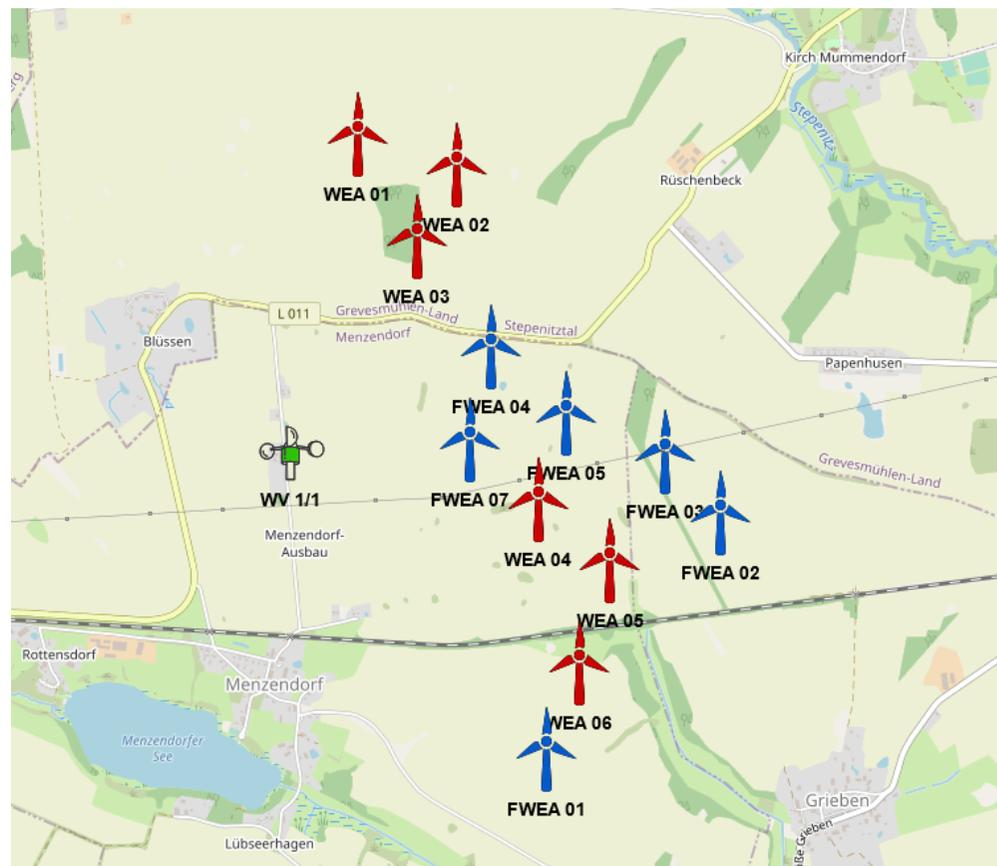 Kirch Mummendorf
Stepenitz
Rüschenbeck
WEA 01
WEA 02
WEA 03
L 011
Grevesmühlen-Land
Stepenitztal
Menzendorf
Blüssen
Papenhusen
FWEA 04
FWEA 05
Grevesmühlen-Land
WV 1/1
FWEA 07
FWEA 03
Menzendorf-
Ausbau
WEA 04
FWEA 02
WEA 05
Rottensdorf
Menzendorf
WEA 06
Menzendorfer
See
FWEA 01
Grieben
Lübseerhagen